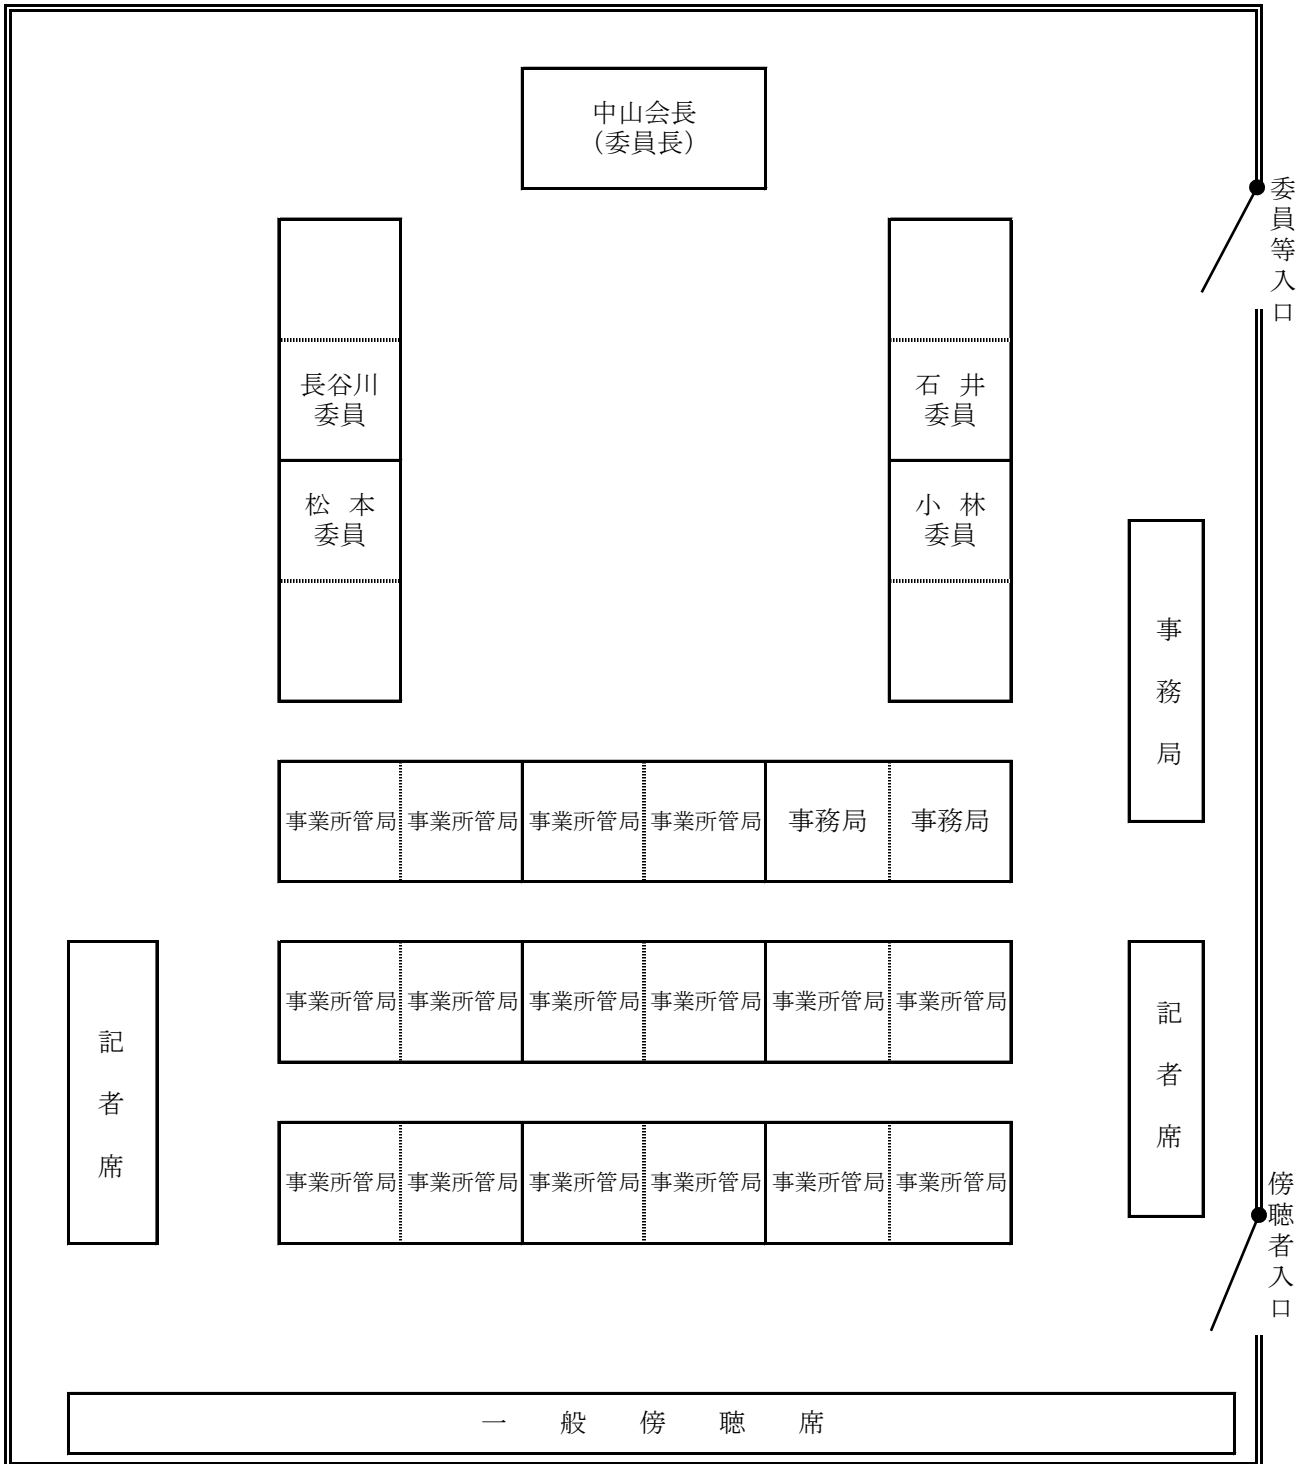 中山会長
（委員長）
委員等入口
長谷川
委員
石　井
委員
松　本
委員
小　林
委員
事務局
事業所管局 事業所管局 事業所管局 事業所管局 事務局 事務局
事業所管局 事業所管局 事業所管局 事業所管局 事業所管局 事業所管局
記者席
記者席
事業所管局 事業所管局 事業所管局 事業所管局 事業所管局 事業所管局
傍聴者入口
一　般　傍　聴　席